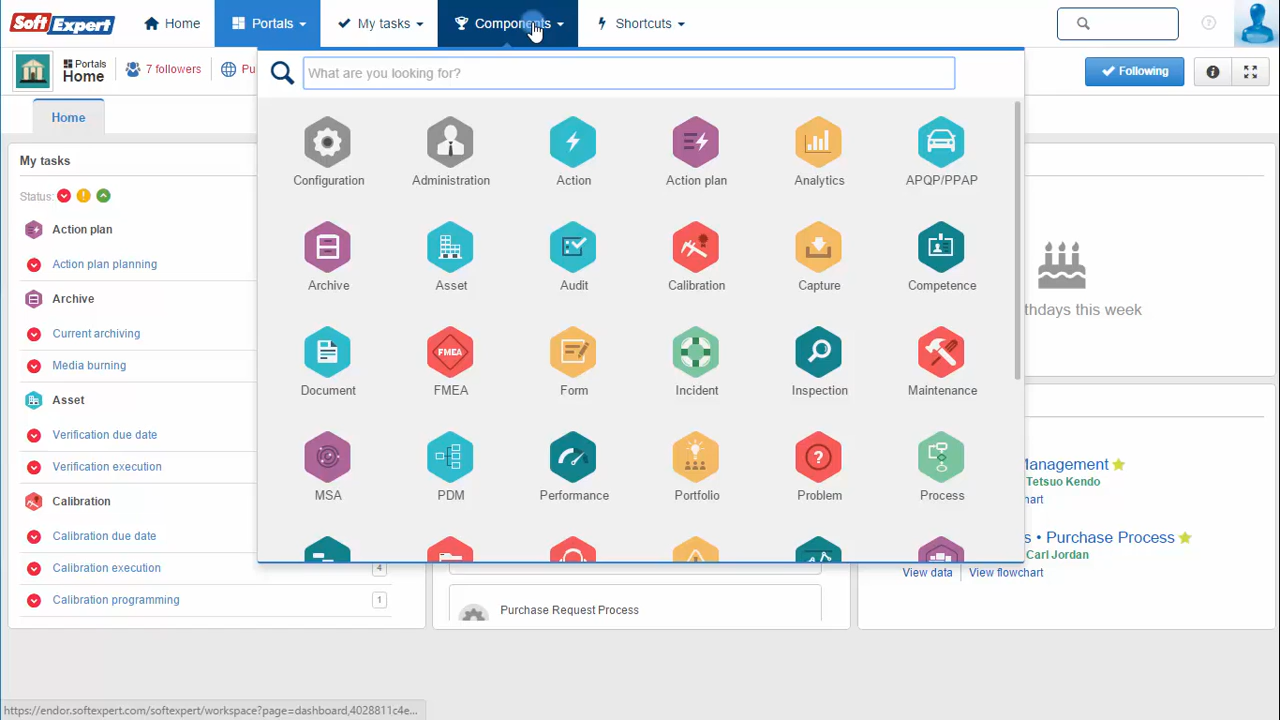 SoftExpert
Home
Portals
My tasks
Components
Shortcuts
What are you looking for?
Portals
Home
7 followers
Pu
Following
Home
My tasks
Status:
Action plan
Action plan planning
Archive
Current archiving
Media burning
Asset
Verification due date
Verification execution
Calibration
Calibration due date
Calibration execution
4
Calibration programming
1
Configuration
Administration
Action
Action plan
Analytics
APQP/PPAP
Archive
Asset
Audit
Calibration
Capture
Competence
Document
FMEA
FMEA
Form
Incident
Inspection
Maintenance
MSA
PDM
Performance
Portfolio
Problem
Process
Purchase Request Process
thdays this week
Management
Tetsuo Kendo
hart
s • Purchase Process
Carl Jordan
View data
View flowchart
https://endor.softexpert.com/softexpert/workspace?page=dashboard,4028811c4e...